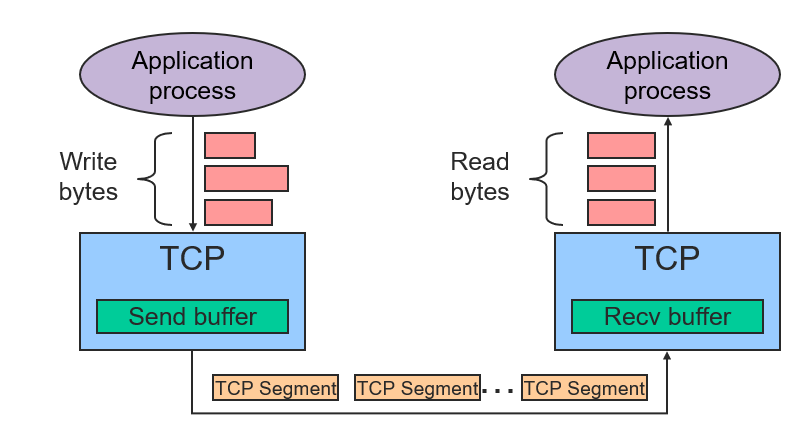 Application
process
Application
process
Write
bytes
Read
bytes
TCP
TCP
Send buffer
Recv buffer
TCP Segment
TCP Segment
...
TCP Segment